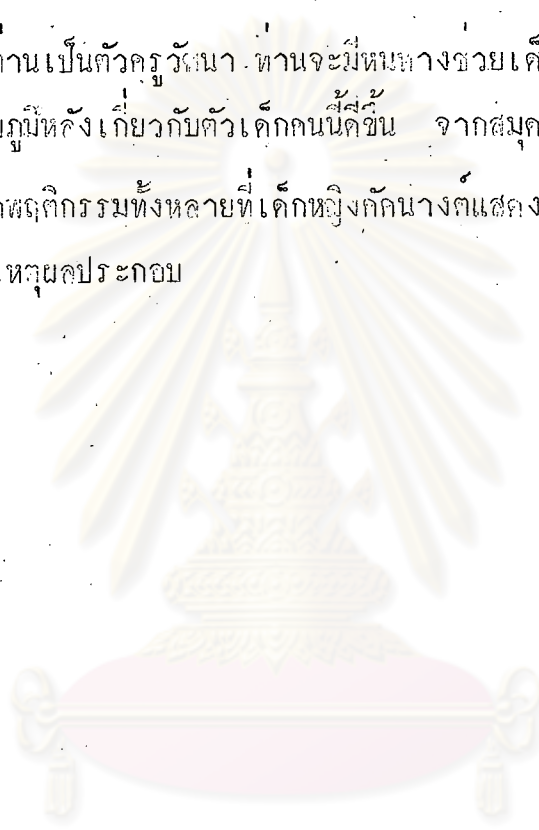 ท่านเป็นตัวครูวัฒนา ท่านจะมีหนทางช่วยเด็
ภูมิหลังเกี่ยวกับตัวเด็กคนนี้ดีขึ้น จากสมุด
พฤติกรรมทั้งหลายที่เด็กหญิงคัดนางค์แสดง
เหตุผลประกอบ